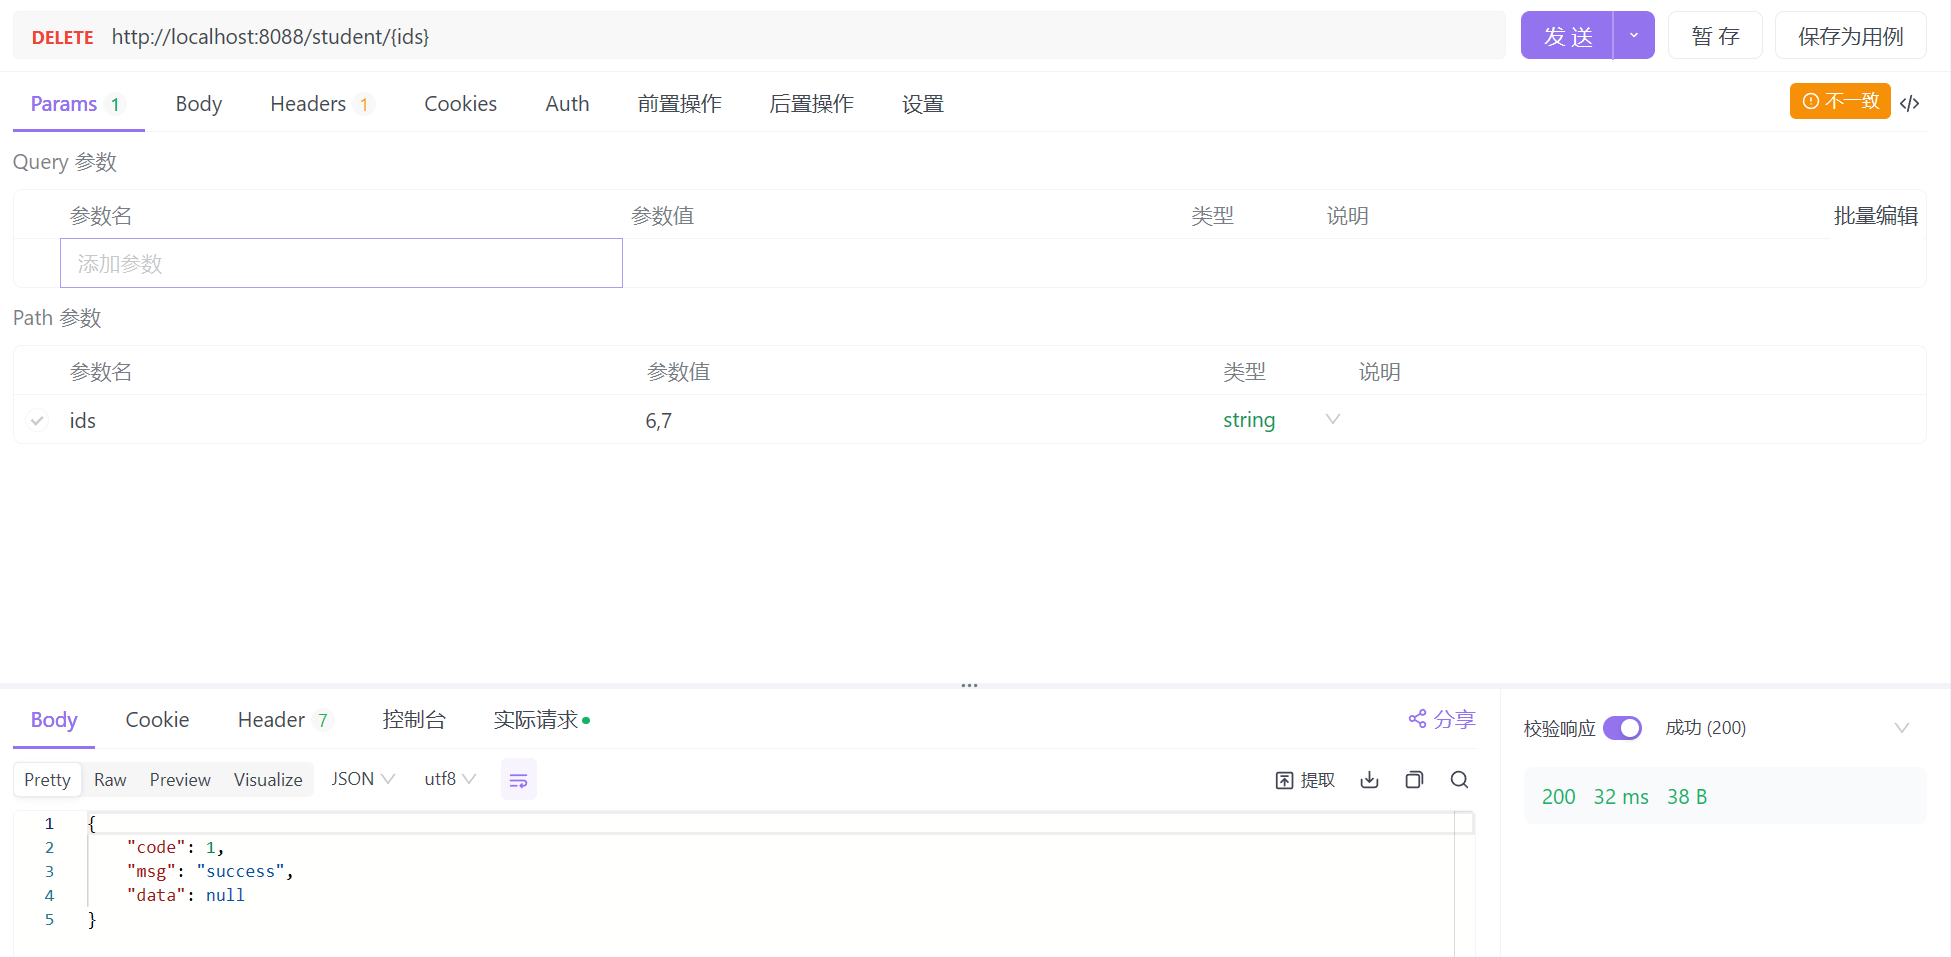 DELETE http://localhost:8088/student/{ids} 发 送 暂 存 保存为用例
Params 1 Body Headers 1 Cookies Auth 前置操作 后置操作 设置 不一致 </>
Query 参数
参数名 参数值 类型 说明 批量编辑
添加参数
Path 参数
参数名 参数值 类型 说明
ids 6,7 string
Body Cookie Header 7 控制台 实际请求 分享 校验响应 成功 (200)
Pretty Raw Preview Visualize JSON utf8 提取 200 32 ms 38 B
1 {
2 "code": 1,
3 "msg": "success",
4 "data": null
5 }